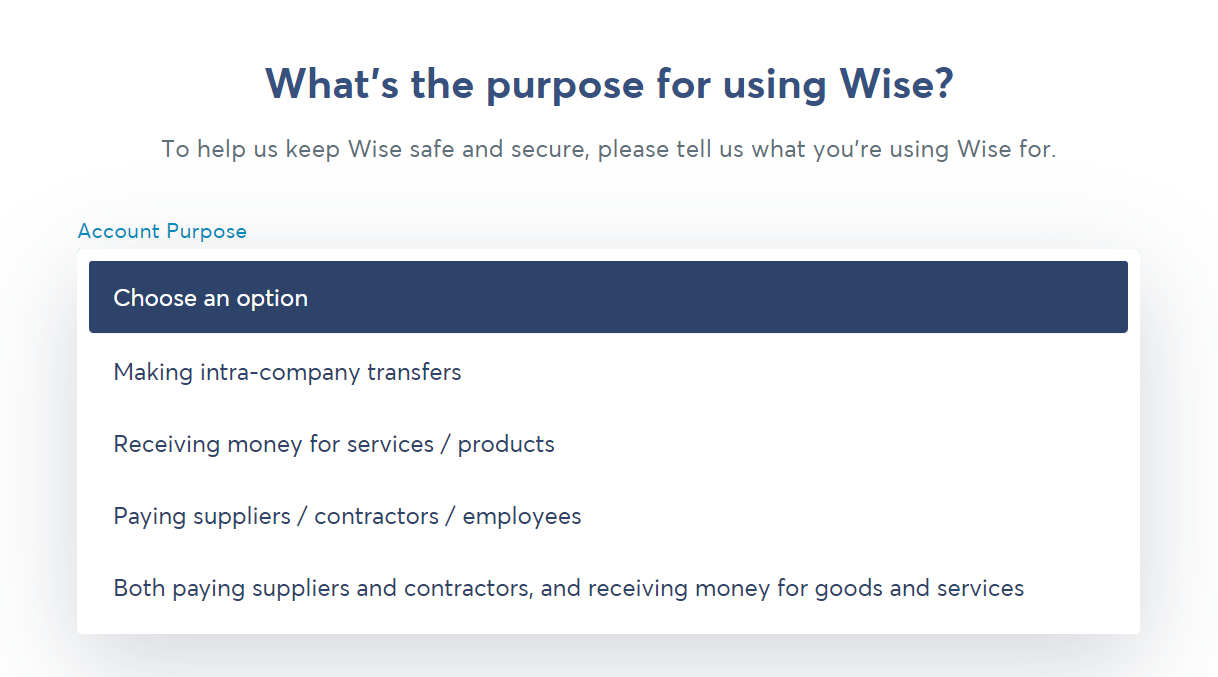 What's the purpose for using Wise?
To help us keep Wise safe and secure, please tell us what you're using Wise for.
Account Purpose
Choose an option
Making intra-company transfers
Receiving money for services / products
Paying suppliers / contractors / employees
Both paying suppliers and contractors, and receiving money for goods and services